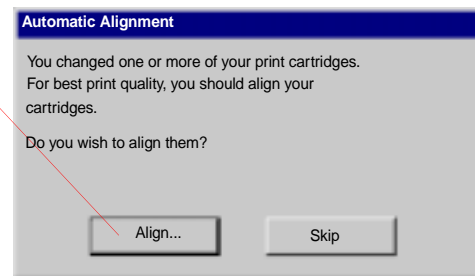 Automatic Alignment
You changed one or more of your print cartridges.
For best print quality, you should align your
cartridges.
Do you wish to align them?
Align... Skip